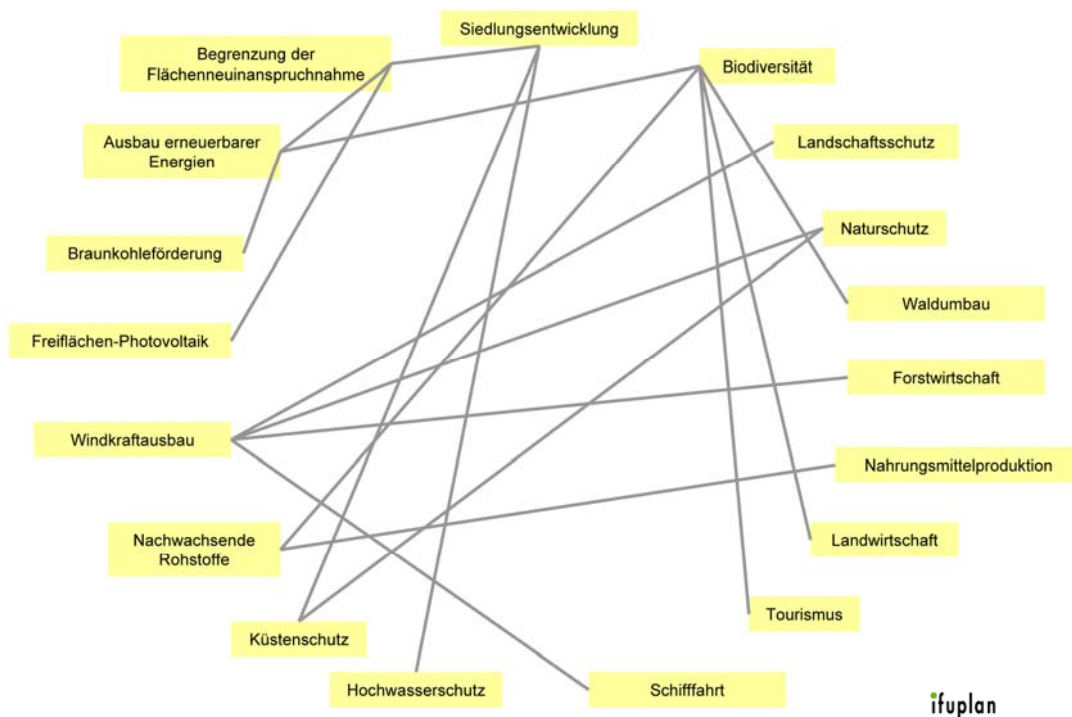 Siedlungsentwicklung
Begrenzung der
Flächenneuinanspruchnahme
Biodiversität
Ausbau erneuerbarer
Energien
Landschaftsschutz
Naturschutz
Braunkohleförderung
Waldumbau
Freiflächen-Photovoltaik
Forstwirtschaft
Windkraftausbau
Nahrungsmittelproduktion
Nachwachsende
Rohstoffe
Landwirtschaft
Tourismus
Küstenschutz
Hochwasserschutz
Schifffahrt
ifuplan